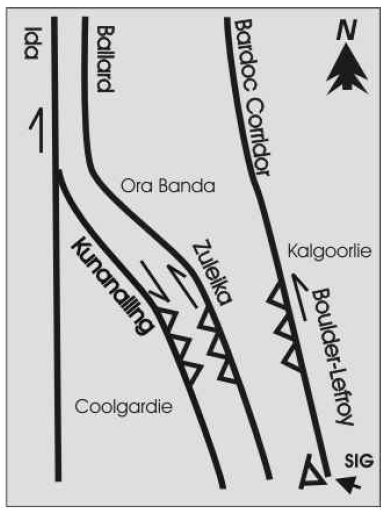 Ida
Ballard
Bardoc Corridor
N
Ora Banda
Kalgoorlie
Kunanalling
Zuleika
Boulder-Lefroy
Coolgardie
SIG